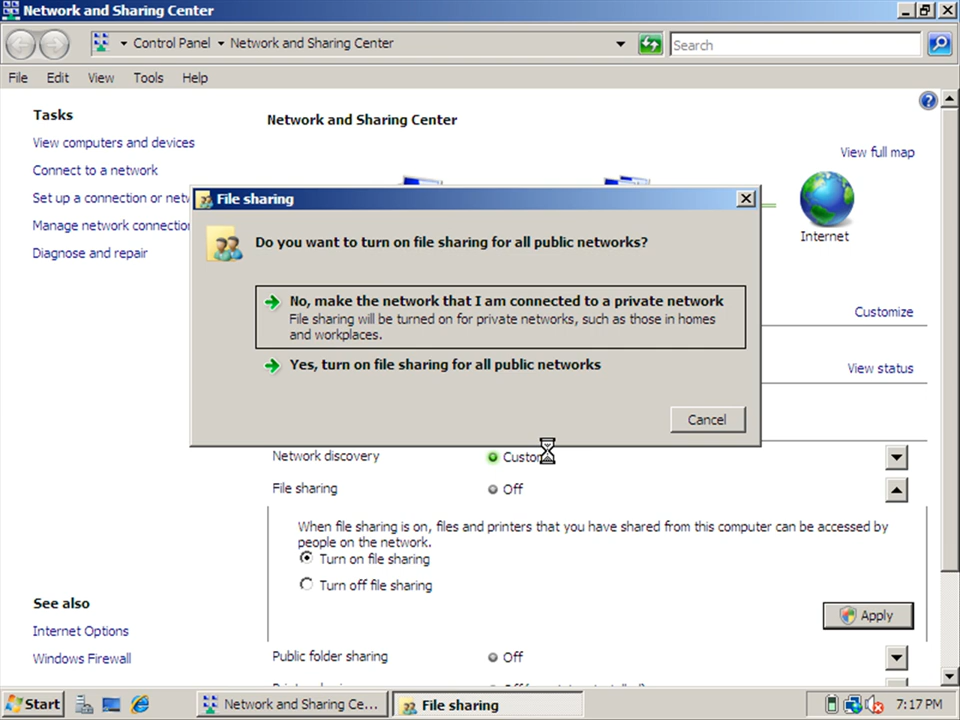 Network and Sharing Center
Control Panel
Network and Sharing Center
Search
File
Edit
View
Tools
Help
Tasks
View computers and devices
Connect to a network
Set up a connection or netw
Manage network connection
Diagnose and repair
Network and Sharing Center
View full map
Internet
Customize
View status
File sharing
Do you want to turn on file sharing for all public networks?
No, make the network that I am connected to a private network
File sharing will be turned on for private networks, such as those in homes
and workplaces.
Yes, turn on file sharing for all public networks
Cancel
Network discovery
Custom
File sharing
Off
When file sharing is on, files and printers that you have shared from this computer can be accessed by
people on the network.
Turn on file sharing
Turn off file sharing
Apply
Public folder sharing
Off
See also
Internet Options
Windows Firewall
Start
Network and Sharing Ce...
File sharing
7:17 PM